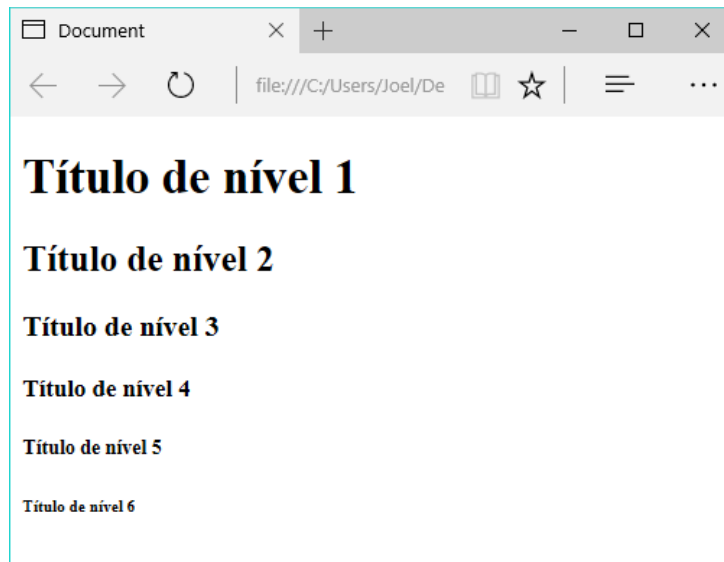 Document
file:///C:/Users/Joel/De
Título de nível 1
Título de nível 2
Título de nível 3
Título de nível 4
Título de nível 5
Título de nível 6